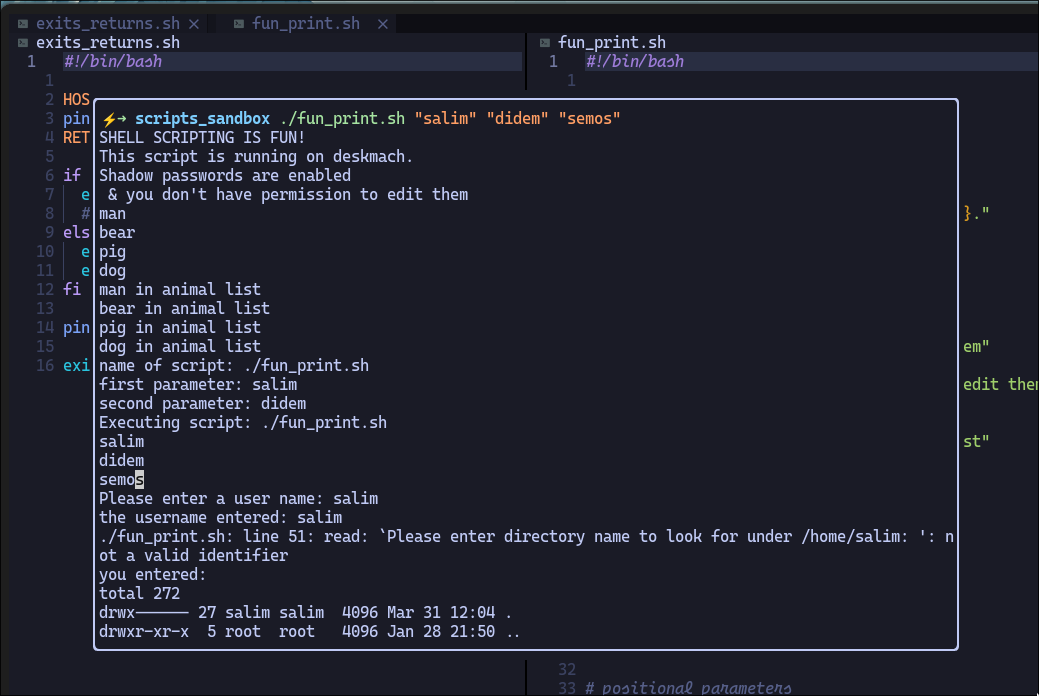 exits_returns.sh × fun_print.sh ×
exits_returns.sh
1 #!/bin/bash
1
2 HOS
3 pin
4 RET
5
6 if
7 e
8 #
9 els
10 e
11 e
12 fi
13
14 pin
15
16 exi
⚡→ scripts_sandbox ./fun_print.sh "salim" "didem" "semos"
SHELL SCRIPTING IS FUN!
This script is running on deskmach.
Shadow passwords are enabled
& you don't have permission to edit them
man
bear
pig
dog
man in animal list
bear in animal list
pig in animal list
dog in animal list
name of script: ./fun_print.sh
first parameter: salim
second parameter: didem
Executing script: ./fun_print.sh
salim
didem
semos
Please enter a user name: salim
the username entered: salim
./fun_print.sh: line 51: read: `Please enter directory name to look for under /home/salim: ': n
ot a valid identifier
you entered:
total 272
drwx------ 27 salim salim 4096 Mar 31 12:04 .
drwxr-xr-x 5 root root 4096 Jan 28 21:50 ..
fun_print.sh
1 #!/bin/bash
1
}."
em"
edit them
st"
32
33 # positional parameters